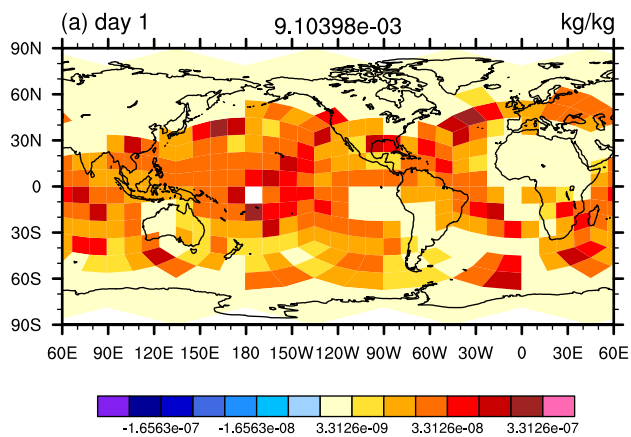 (a) day 1 9.10398e-03 kg/kg
90N
60N
30N
0
30S
60S
90S
60E 90E 120E 150E 180 150W 120W 90W 60W 30W 0 30E 60E
-1.6563e-07 -1.6563e-08 3.3126e-09 3.3126e-08 3.3126e-07